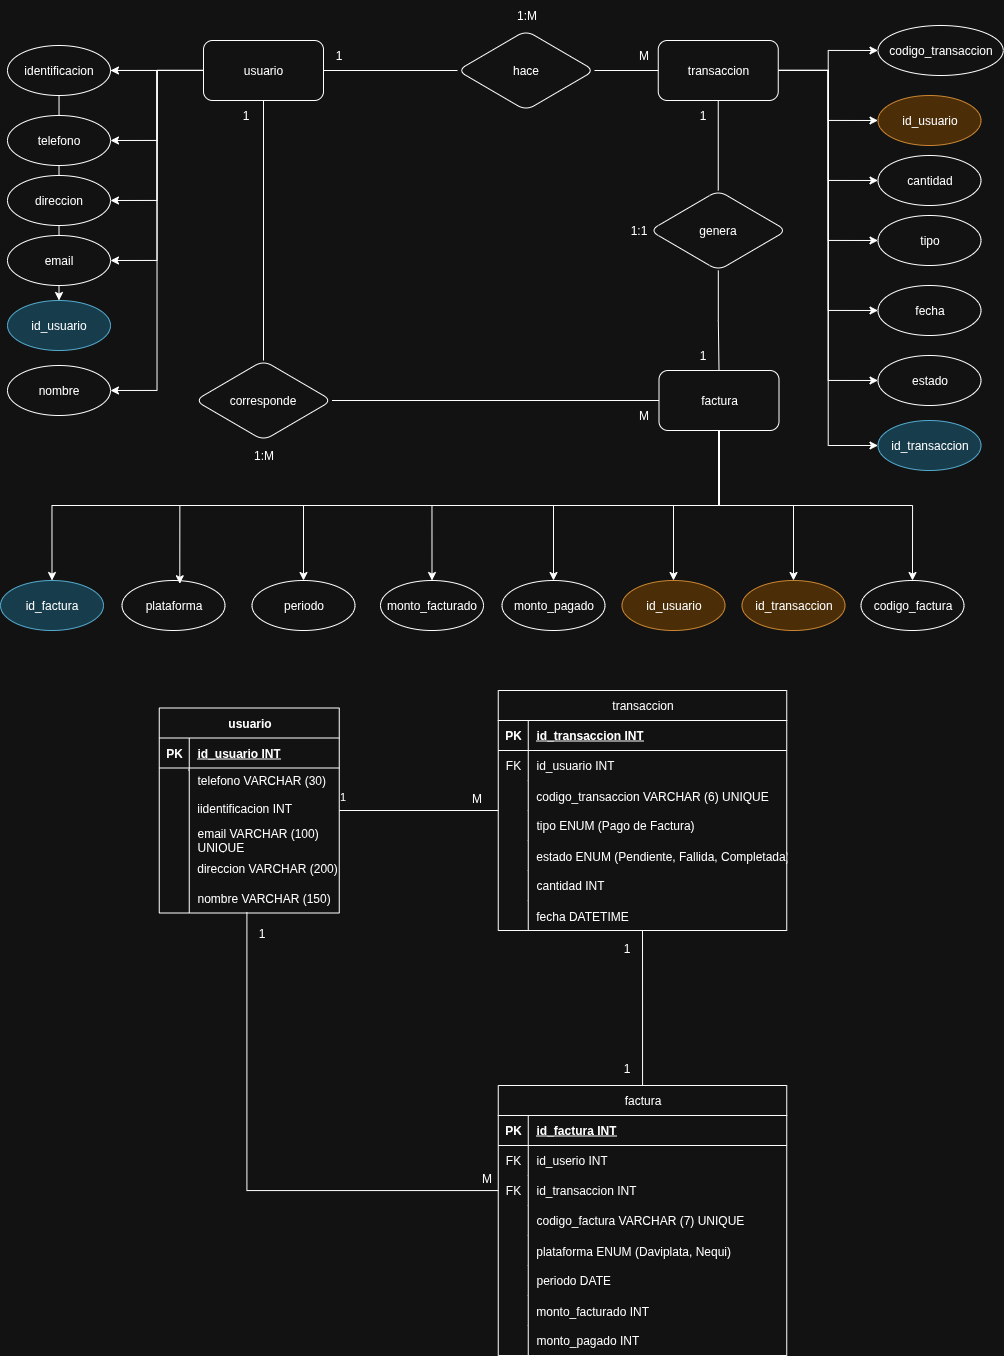 1:M
identificacion
usuario
1
hace
M
transaccion
codigo_transaccion
1
1
id_usuario
telefono
cantidad
direccion
1:1
genera
tipo
email
fecha
id_usuario
1
estado
nombre
corresponde
factura
M
1:M
id_transaccion
id_factura
plataforma
periodo
monto_facturado
monto_pagado
id_usuario
id_transaccion
codigo_factura
usuario
PK id_usuario INT
telefono VARCHAR (30)
iidentificacion INT
email VARCHAR (100)
UNIQUE
direccion VARCHAR (200)
nombre VARCHAR (150)
1
M
transaccion
PK id_transaccion INT
FK id_usuario INT
codigo_transaccion VARCHAR (6) UNIQUE
tipo ENUM (Pago de Factura)
estado ENUM (Pendiente, Fallida, Completada)
cantidad INT
fecha DATETIME
1
1
1
M
factura
PK id_factura INT
FK id_userio INT
FK id_transaccion INT
codigo_factura VARCHAR (7) UNIQUE
plataforma ENUM (Daviplata, Nequi)
periodo DATE
monto_facturado INT
monto_pagado INT